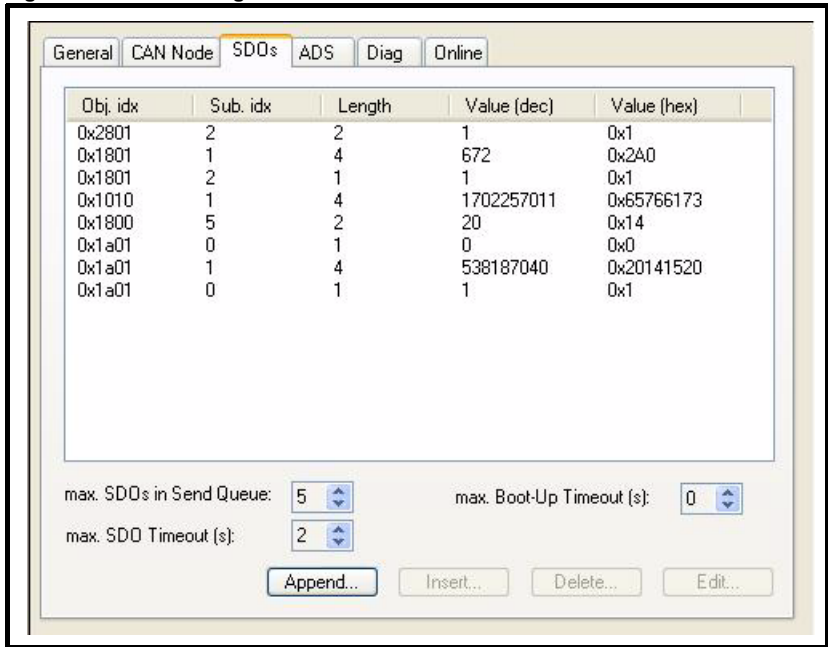 General CAN Node SDOs ADS Diag Online
Obj. idx Sub. idx Length Value (dec) Value (hex)
0x2801 2 2 1 0x1
0x1801 1 4 672 0x2A0
0x1801 2 1 1 0x1
0x1010 1 4 1702257011 0x65766173
0x1800 5 2 20 0x14
0x1a01 0 1 0 0x0
0x1a01 1 4 538187040 0x20141520
0x1a01 0 1 1 0x1
max. SDOs in Send Queue: 5 max. Boot-Up Timeout (s): 0
max. SDO Timeout (s): 2
Append... Insert... Delete... Edit...